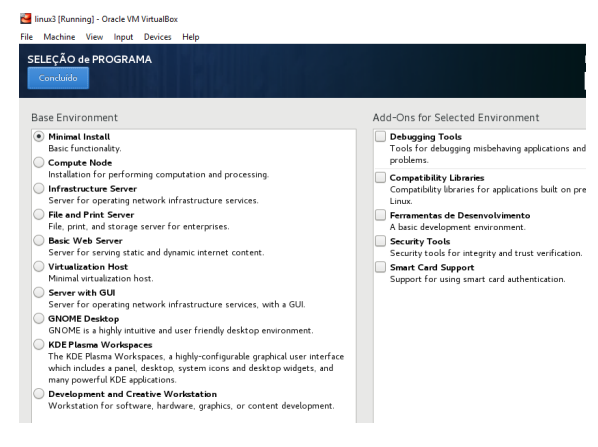 linux3 [Running] - Oracle VM VirtualBox
File Machine View Input Devices Help
SELEÇÃO de PROGRAMA
Concluído
Base Environment
Minimal Install
Basic functionality.
Compute Node
Installation for performing computation and processing.
Infrastructure Server
Server for operating network infrastructure services.
File and Print Server
File, print, and storage server for enterprises.
Basic Web Server
Server for serving static and dynamic internet content.
Virtualization Host
Minimal virtualization host.
Server with GUI
Server for operating network infrastructure services, with a GUI.
GNOME Desktop
GNOME is a highly intuitive and user friendly desktop environment.
KDE Plasma Workspaces
The KDE Plasma Workspaces, a highly-configurable graphical user interface
which includes a panel, desktop, system icons and desktop widgets, and
many powerful KDE applications.
Development and Creative Workstation
Workstation for software, hardware, graphics, or content development.
Add-Ons for Selected Environment
Debugging Tools
Tools for debugging misbehaving applications and
problems.
Compatibility Libraries
Compatibility libraries for applications built on pre
Linux.
Ferramentas de Desenvolvimento
A basic development environment.
Security Tools
Security tools for integrity and trust verification.
Smart Card Support
Support for using smart card authentication.